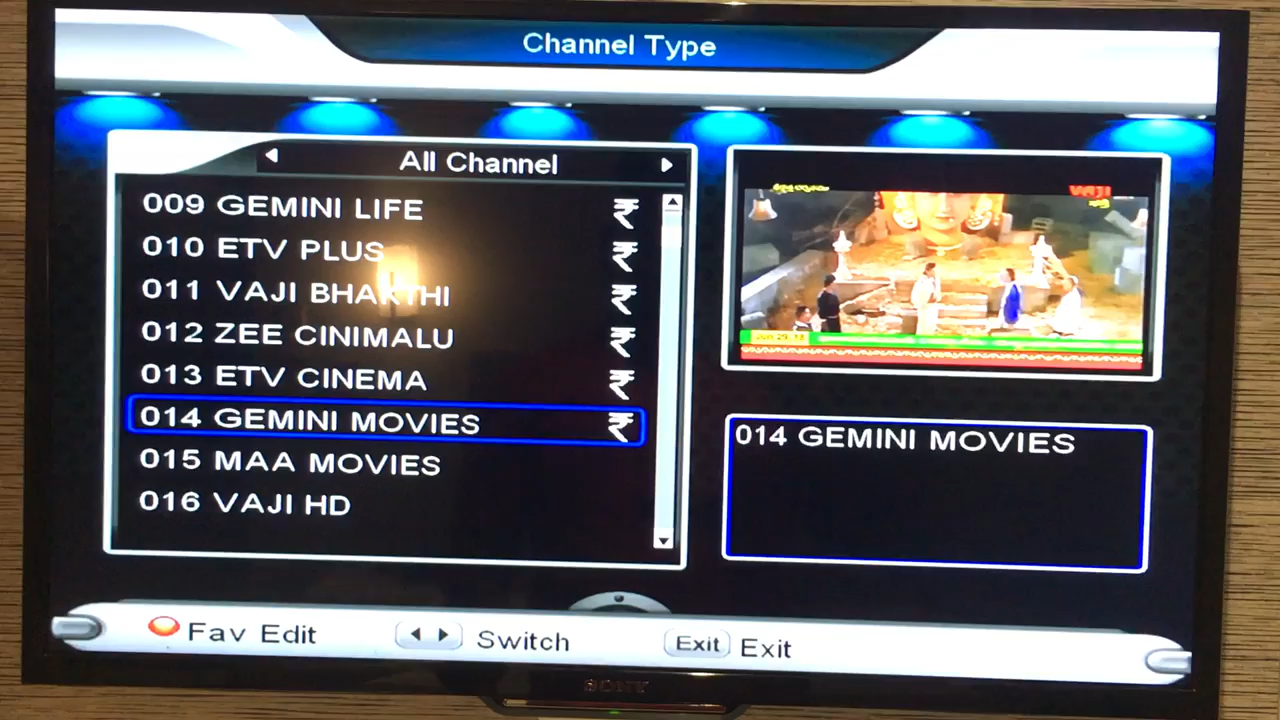 Channel Type
All Channel
009 GEMINI LIFE ₹
010 ETV PLUS ₹
011 VAJI BHAKTHI ₹
012 ZEE CINIMALU ₹
013 ETV CINEMA ₹
014 GEMINI MOVIES ₹
015 MAA MOVIES
016 VAJI HD
VAJI
014 GEMINI MOVIES
Fav Edit
Switch
Exit Exit
SONY